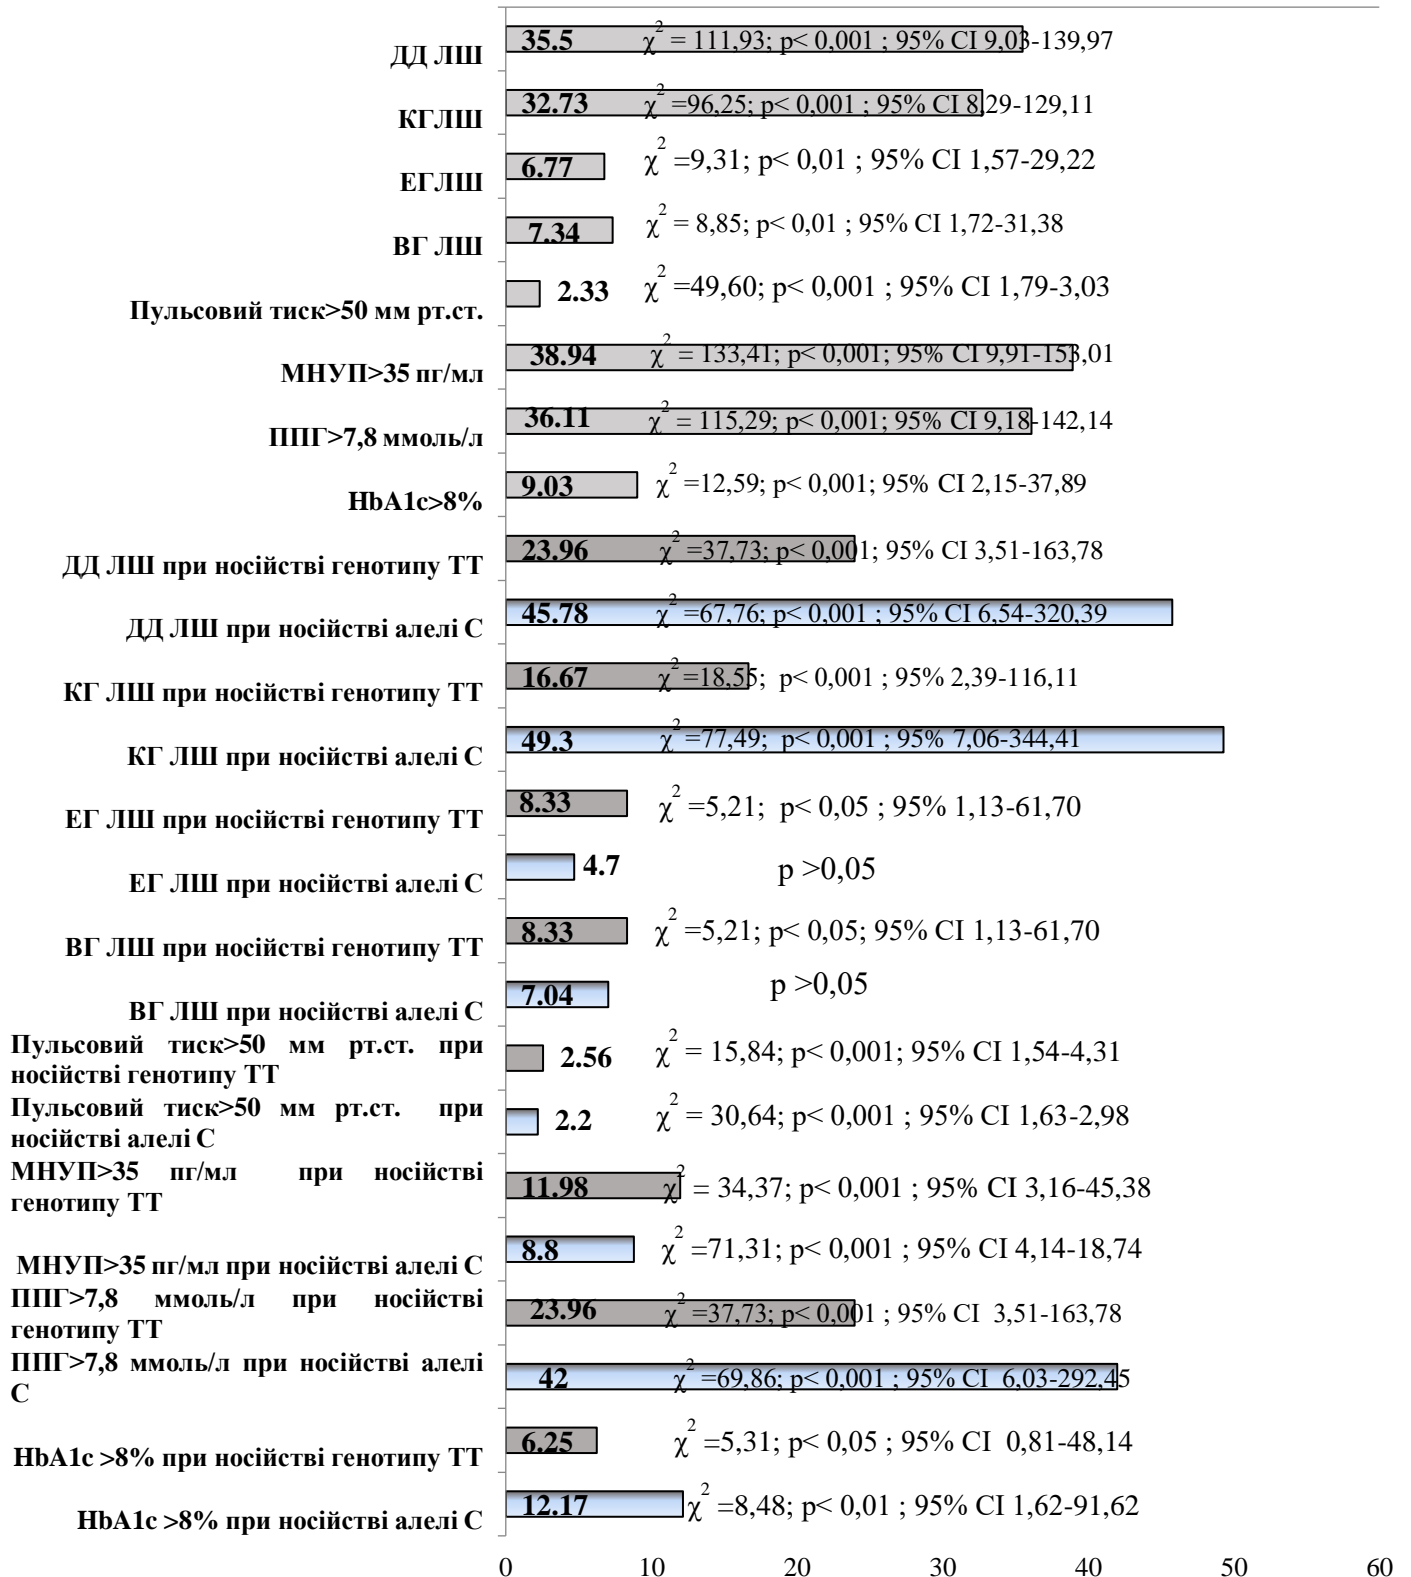 ДД ЛШ 35.5 χ2 = 111,93; p< 0,001 ; 95% CI 9,03-139,97
КГЛШ 32.73 χ2 =96,25; p< 0,001 ; 95% CI 8,29-129,11
ЕГЛШ 6.77 χ2 =9,31; p< 0,01 ; 95% CI 1,57-29,22
ВГ ЛШ 7.34 χ2 = 8,85; p< 0,01 ; 95% CI 1,72-31,38
Пульсовий тиск>50 мм рт.ст. 2.33 χ2 =49,60; p< 0,001 ; 95% CI 1,79-3,03
МНУП>35 пг/мл 38.94 χ2 = 133,41; p< 0,001; 95% CI 9,91-153,01
ППГ>7,8 ммоль/л 36.11 χ2 = 115,29; p< 0,001; 95% CI 9,18-142,14
HbA1c>8% 9.03 χ2 =12,59; p< 0,001; 95% CI 2,15-37,89
ДД ЛШ при носійстві генотипу ТТ 23.96 χ2 =37,73; p< 0,001; 95% CI 3,51-163,78
ДД ЛШ при носійстві алелі С 45.78 χ2 =67,76; p< 0,001 ; 95% CI 6,54-320,39
КГ ЛШ при носійстві генотипу ТТ 16.67 χ2 =18,55; p< 0,001 ; 95% 2,39-116,11
КГ ЛШ при носійстві алелі С 49.3 χ2 =77,49; p< 0,001 ; 95% 7,06-344,41
ЕГ ЛШ при носійстві генотипу ТТ 8.33 χ2 =5,21; p< 0,05 ; 95% 1,13-61,70
ЕГ ЛШ при носійстві алелі С 4.7 p >0,05
ВГ ЛШ при носійстві генотипу ТТ 8.33 χ2 =5,21; p< 0,05; 95% CI 1,13-61,70
ВГ ЛШ при носійстві алелі С 7.04 p >0,05
Пульсовий тиск>50 мм рт.ст. при
носійстві генотипу ТТ 2.56 χ2 = 15,84; p< 0,001; 95% CI 1,54-4,31
Пульсовий тиск>50 мм рт.ст. при
носійстві алелі С 2.2 χ2 = 30,64; p< 0,001 ; 95% CI 1,63-2,98
МНУП>35 пг/мл при носійстві
генотипу ТТ 11.98 χ2 = 34,37; p< 0,001 ; 95% CI 3,16-45,38
МНУП>35 пг/мл при носійстві алелі С 8.8 χ2 =71,31; p< 0,001 ; 95% CI 4,14-18,74
ППГ>7,8 ммоль/л при носійстві
генотипу ТТ 23.96 χ2 =37,73; p< 0,001 ; 95% CI 3,51-163,78
ППГ>7,8 ммоль/л при носійстві алелі
С 42 χ2 =69,86; p< 0,001 ; 95% CI 6,03-292,45
HbA1c >8% при носійстві генотипу ТТ 6.25 χ2 =5,31; p< 0,05 ; 95% CI 0,81-48,14
HbA1c >8% при носійстві алелі С 12.17 χ2 =8,48; p< 0,01 ; 95% CI 1,62-91,62
0 10 20 30 40 50 60